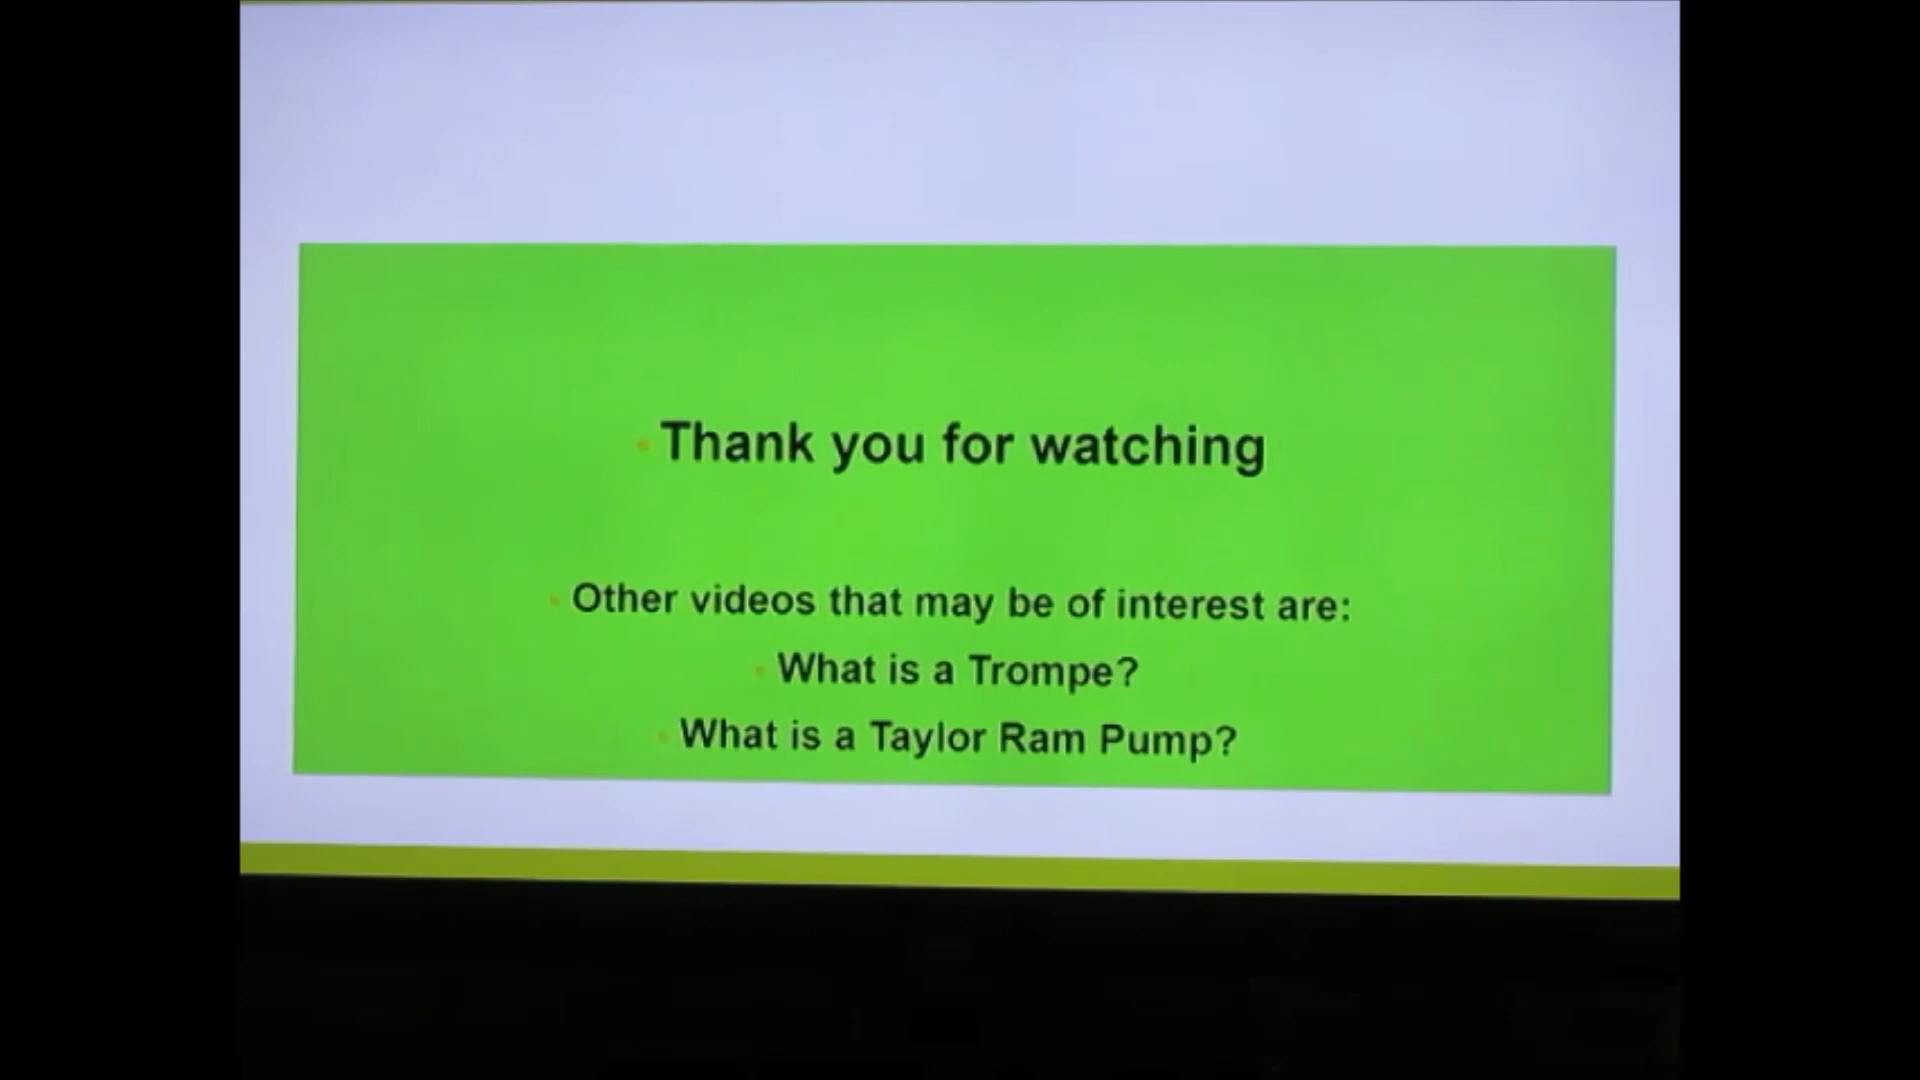 Thank you for watching
Other videos that may be of interest are:
What is a Trompe?
What is a Taylor Ram Pump?